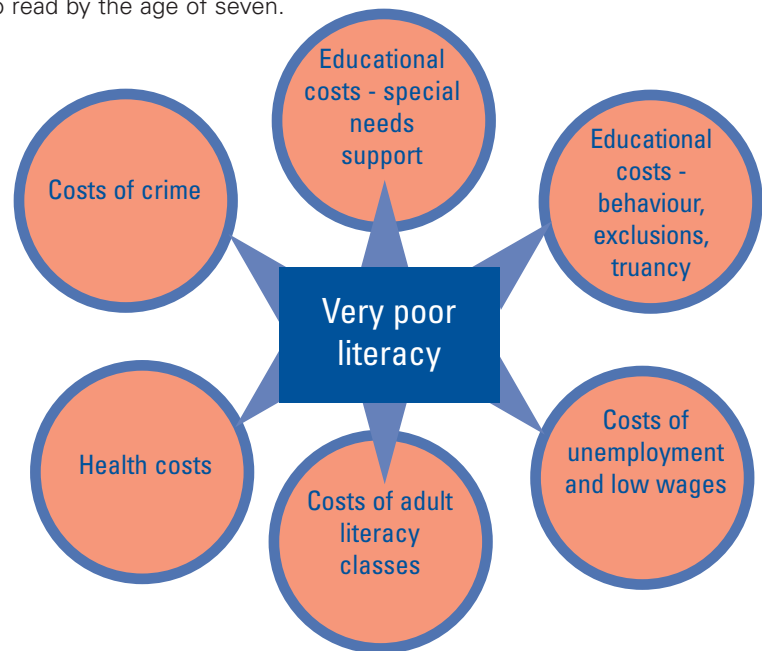 o read by the age of seven.
Educational
costs - special
needs
support
Educational
costs -
behaviour,
exclusions,
truancy
Costs of crime
Very poor
literacy
Costs of
unemployment
and low wages
Health costs
Costs of adult
literacy
classes